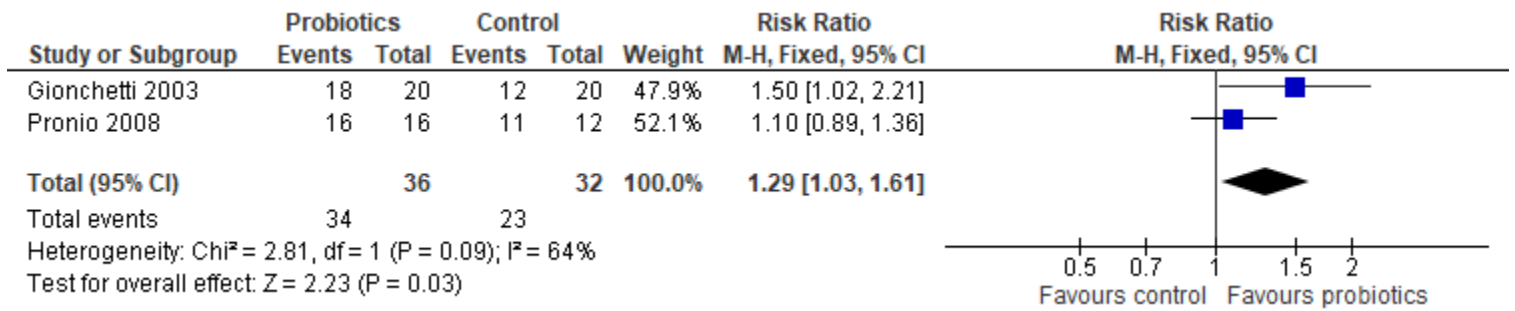 Probiotics Control Risk Ratio Risk Ratio
Study or Subgroup Events Total Events Total Weight M-H, Fixed, 95% CI M-H, Fixed, 95% CI
Gionchetti 2003 18 20 12 20 47.9% 1.50 [1.02, 2.21]
Pronio 2008 16 16 11 12 52.1% 1.10 [0.89, 1.36]
Total (95% CI) 36 32 100.0% 1.29 [1.03, 1.61]
Total events 34 23
Heterogeneity: Chi² = 2.81, df = 1 (P = 0.09); I² = 64%
Test for overall effect: Z = 2.23 (P = 0.03)
0.5 0.7 1 1.5 2
Favours control Favours probiotics